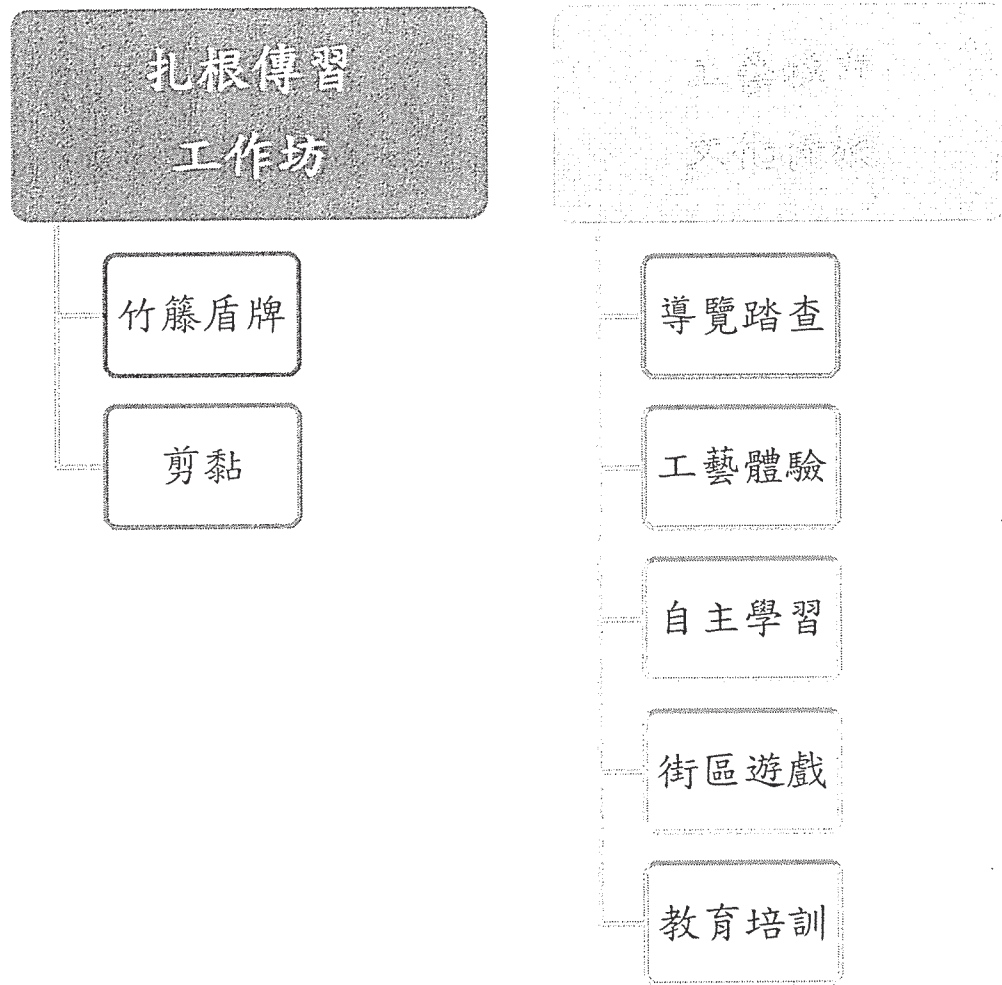 扎根傳習
工作坊
竹籐盾牌
剪黏
導覽踏查
工藝體驗
自主學習
街區遊戲
教育培訓